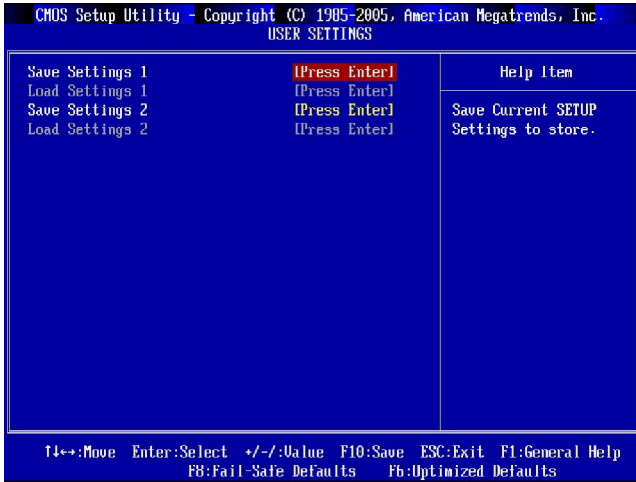 CMOS Setup Utility - Copyright (C) 1985-2005, American Megatrends, Inc.
USER SETTINGS
Save Settings 1 [Press Enter]
Load Settings 1 [Press Enter]
Save Settings 2 [Press Enter]
Load Settings 2 [Press Enter]
Help Item
Save Current SETUP
Settings to store.
↑↓←→:Move Enter:Select +/-/:Value F10:Save ESC:Exit F1:General Help
F8:Fail-Safe Defaults F6:Optimized Defaults